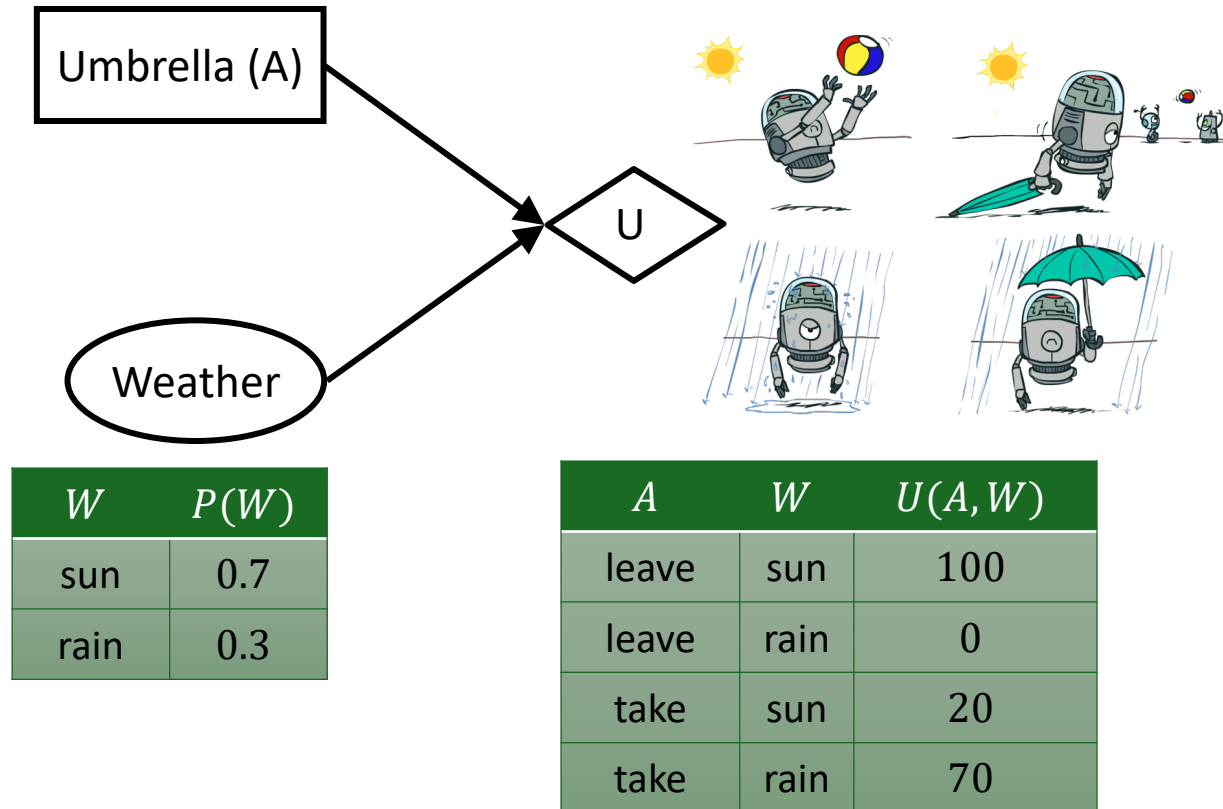 Umbrella (A)
U
Weather
W P(W)
sun 0.7
rain 0.3
A W U(A, W)
leave sun 100
leave rain 0
take sun 20
take rain 70